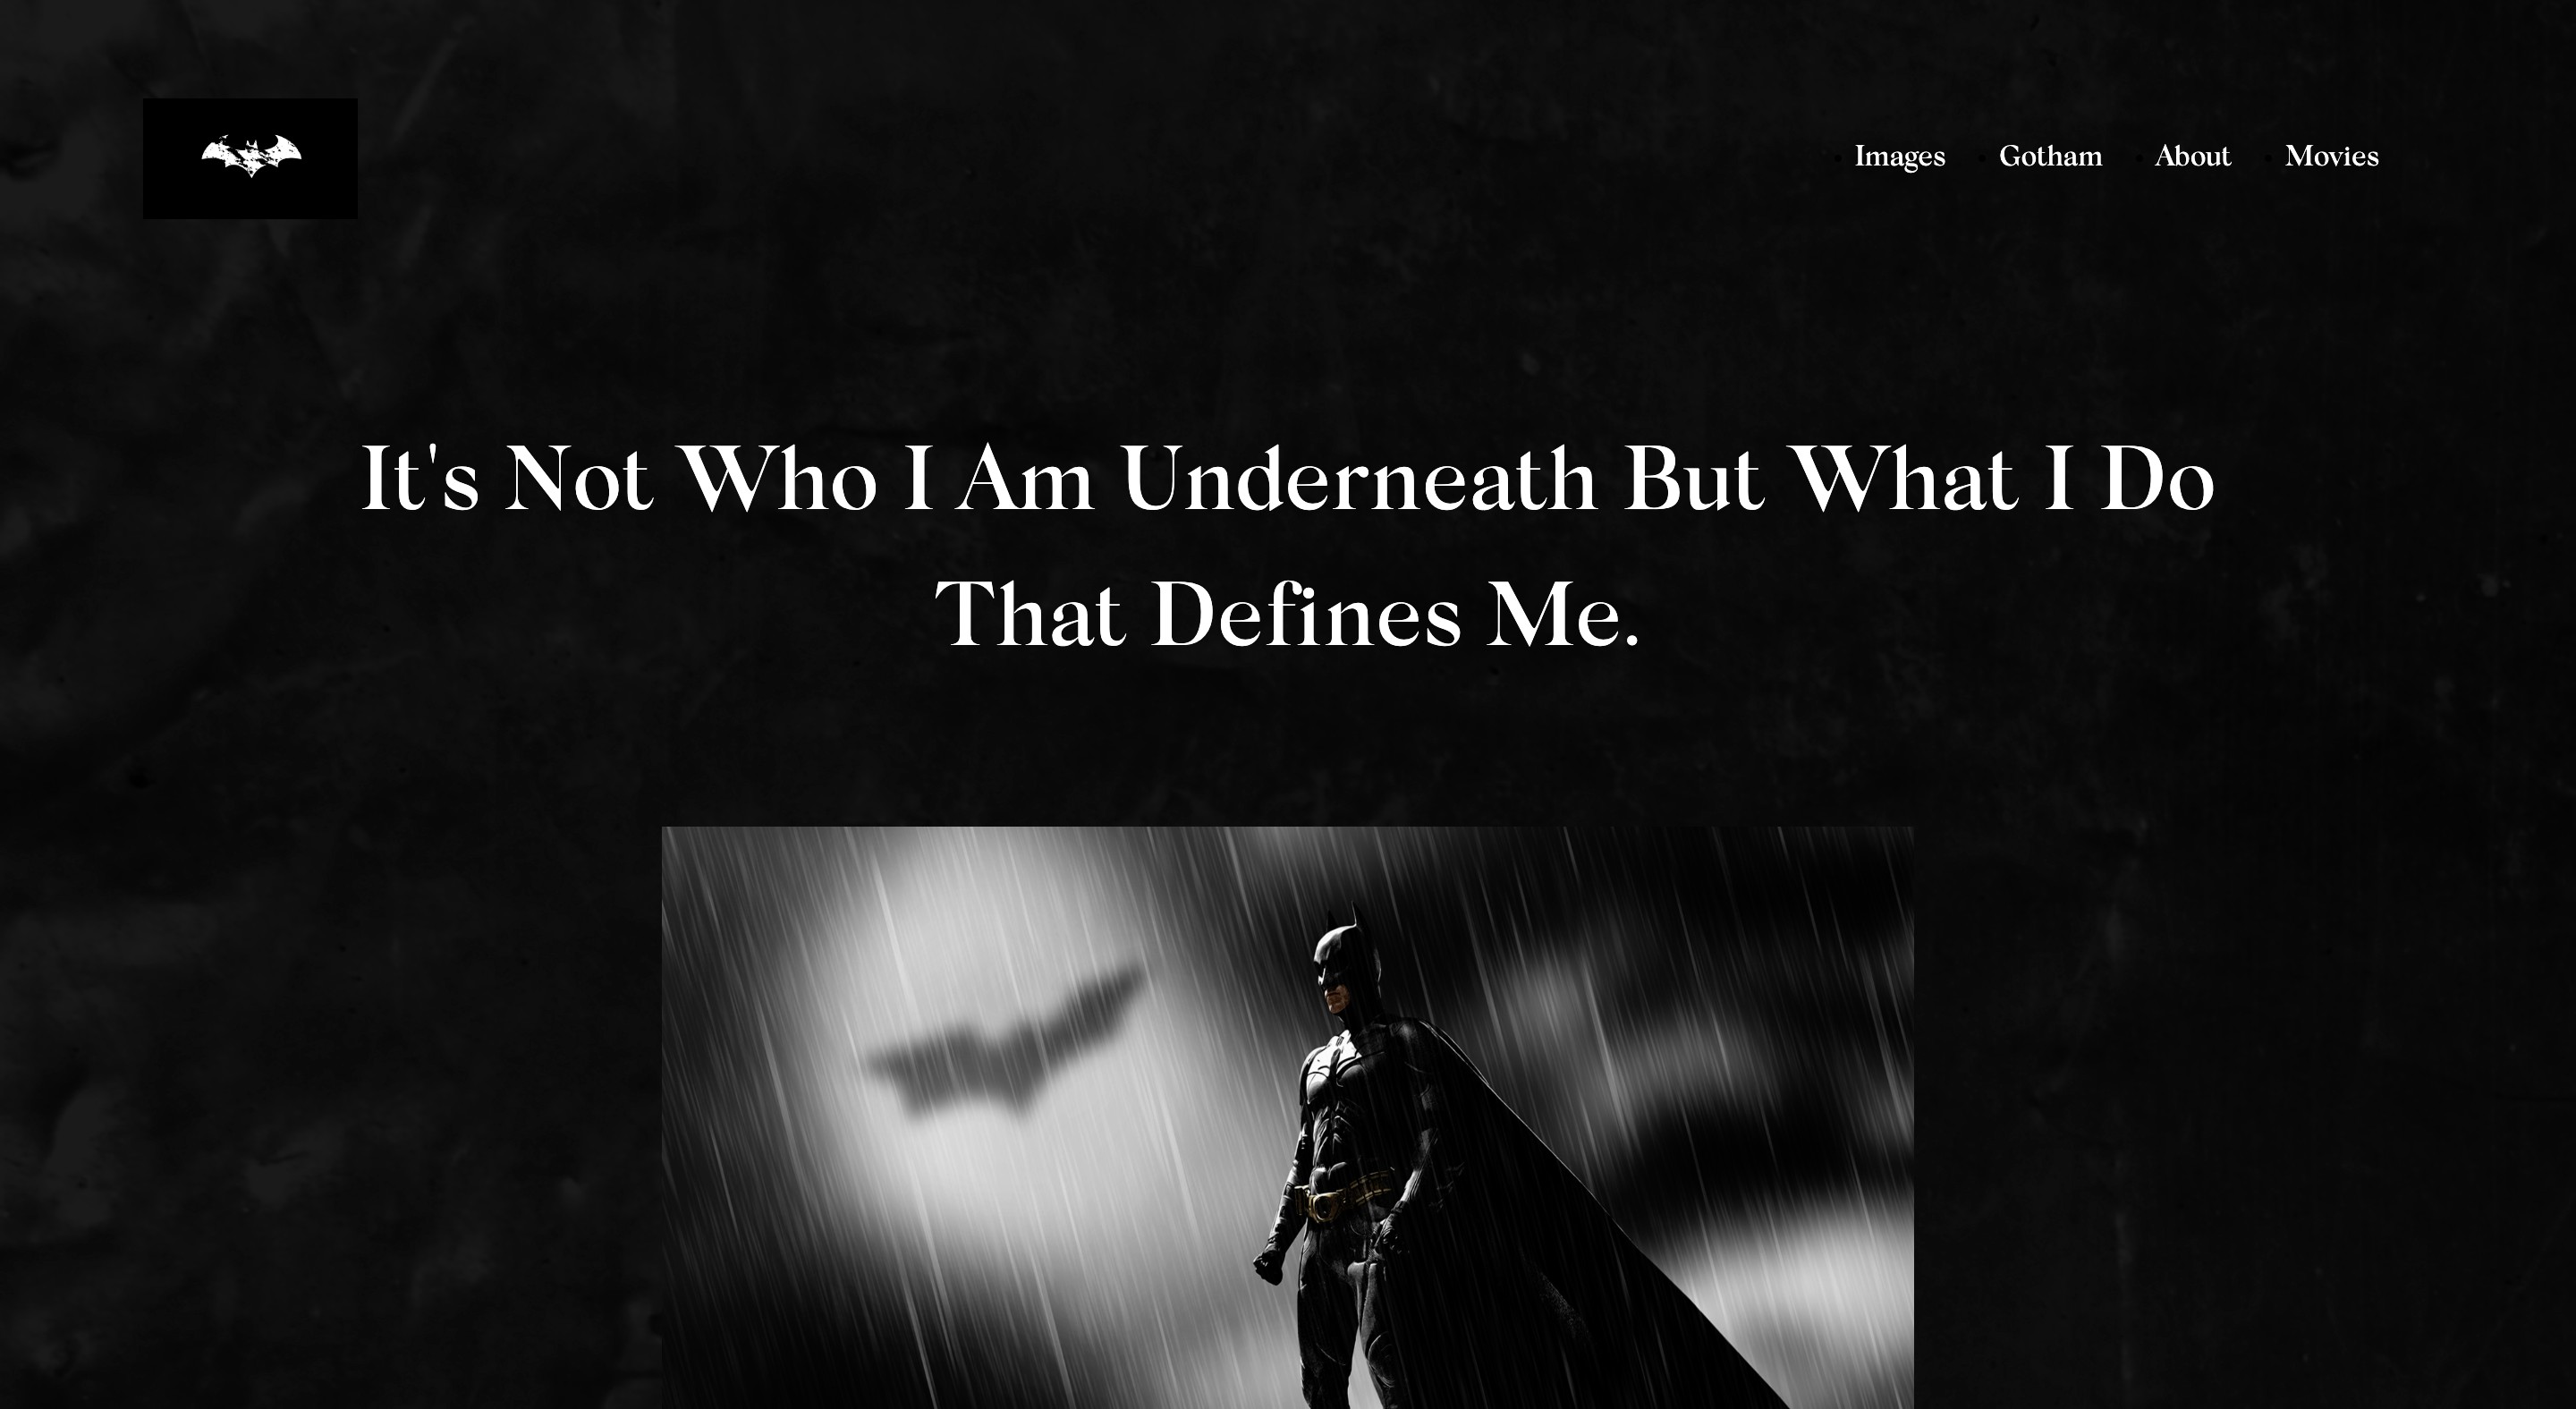 Images
Gotham
About
Movies
It's Not Who I Am Underneath But What I Do
That Defines Me.